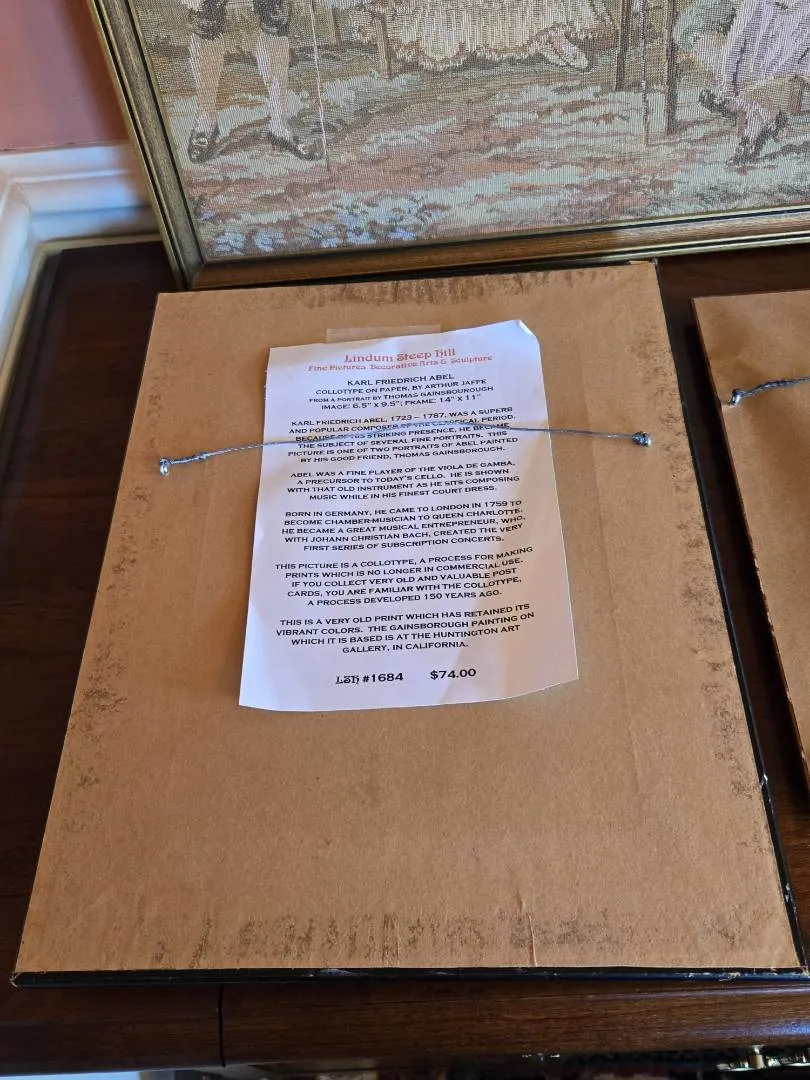 Lindum Steep Hill
Fine Pictures, Decorative Arts & Sculpture
KARL FRIEDRICH ABEL
COLLOTYPE ON PAPER, BY ARTHUR JAFFE
FROM A PORTRAIT BY THOMAS GAINSBOUROUGH
IMAGE: 6.5" X 9.5"; FRAME: 14" X 11"
KARL FRIEDRICH ABEL, 1723 – 1787, WAS A SUPERB
AND POPULAR COMPOSER OF THE CLASSICAL PERIOD.
BECAUSE OF HIS STRIKING PRESENCE, HE BECAME
THE SUBJECT OF SEVERAL FINE PORTRAITS. THIS
PICTURE IS ONE OF TWO PORTRAITS OF ABEL PAINTED
BY HIS GOOD FRIEND, THOMAS GAINSBOROUGH.
ABEL WAS A FINE PLAYER OF THE VIOLA DE GAMBA,
A PRECURSOR TO TODAY'S CELLO. HE IS SHOWN
WITH THAT OLD INSTRUMENT AS HE SITS COMPOSING
MUSIC WHILE IN HIS FINEST COURT DRESS.
BORN IN GERMANY, HE CAME TO LONDON IN 1759 TO
BECOME CHAMBER-MUSICIAN TO QUEEN CHARLOTTE.
HE BECAME A GREAT MUSICAL ENTREPRENEUR, WHO,
WITH JOHANN CHRISTIAN BACH, CREATED THE VERY
FIRST SERIES OF SUBSCRIPTION CONCERTS.
THIS PICTURE IS A COLLOTYPE, A PROCESS FOR MAKING
PRINTS WHICH IS NO LONGER IN COMMERCIAL USE.
IF YOU COLLECT VERY OLD AND VALUABLE POST
CARDS, YOU ARE FAMILIAR WITH THE COLLOTYPE,
A PROCESS DEVELOPED 150 YEARS AGO.
THIS IS A VERY OLD PRINT WHICH HAS RETAINED ITS
VIBRANT COLORS. THE GAINSBOROUGH PAINTING ON
WHICH IT IS BASED IS AT THE HUNTINGTON ART
GALLERY, IN CALIFORNIA.
LSH #1684 $74.00